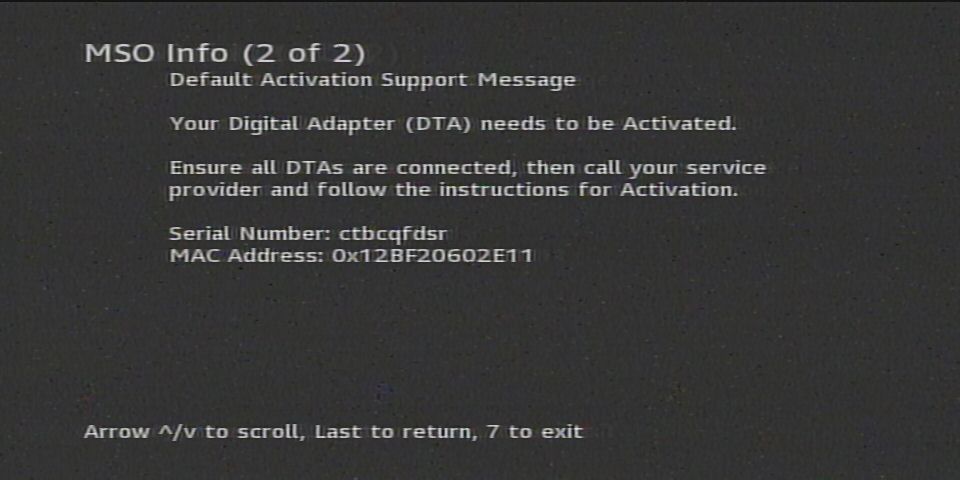 MSO Info (2 of 2)
Default Activation Support Message
Your Digital Adapter (DTA) needs to be Activated.
Ensure all DTAs are connected, then call your service
provider and follow the instructions for Activation.
Serial Number: ctbcqfdsr
MAC Address: 0x12BF20602E11
Arrow ^/v to scroll, Last to return, 7 to exit